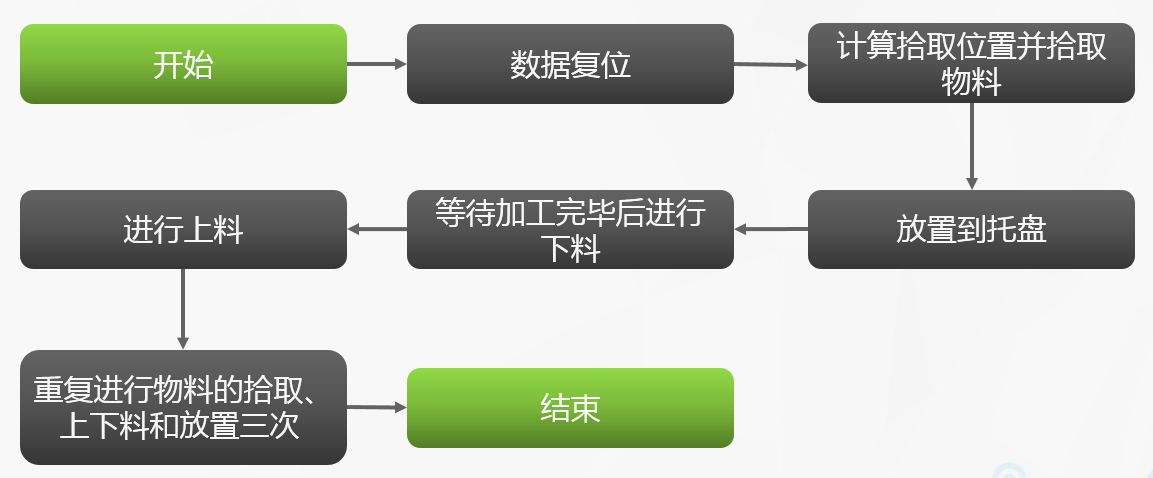 开始
数据复位
计算拾取位置并拾取
物料
放置到托盘
等待加工完毕后进行
下料
进行上料
重复进行物料的拾取、
上下料和放置三次
结束